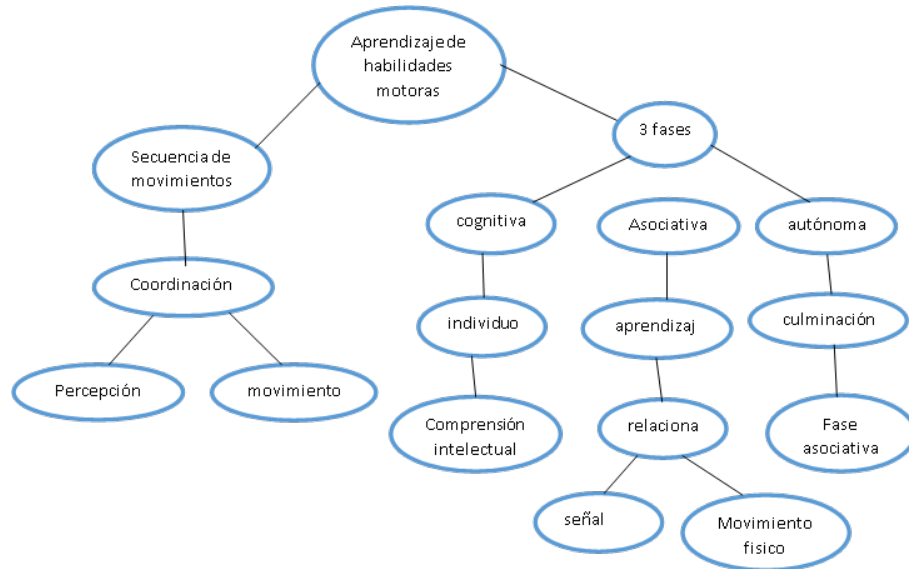 Aprendizaje de
habilidades
motoras
3 fases
Secuencia de
movimientos
cognitiva
Asociativa
autónoma
Coordinación
individuo
aprendizaj
culminación
Percepción
movimiento
Comprensión
intelectual
relaciona
Fase
asociativa
señal
Movimiento
fisico